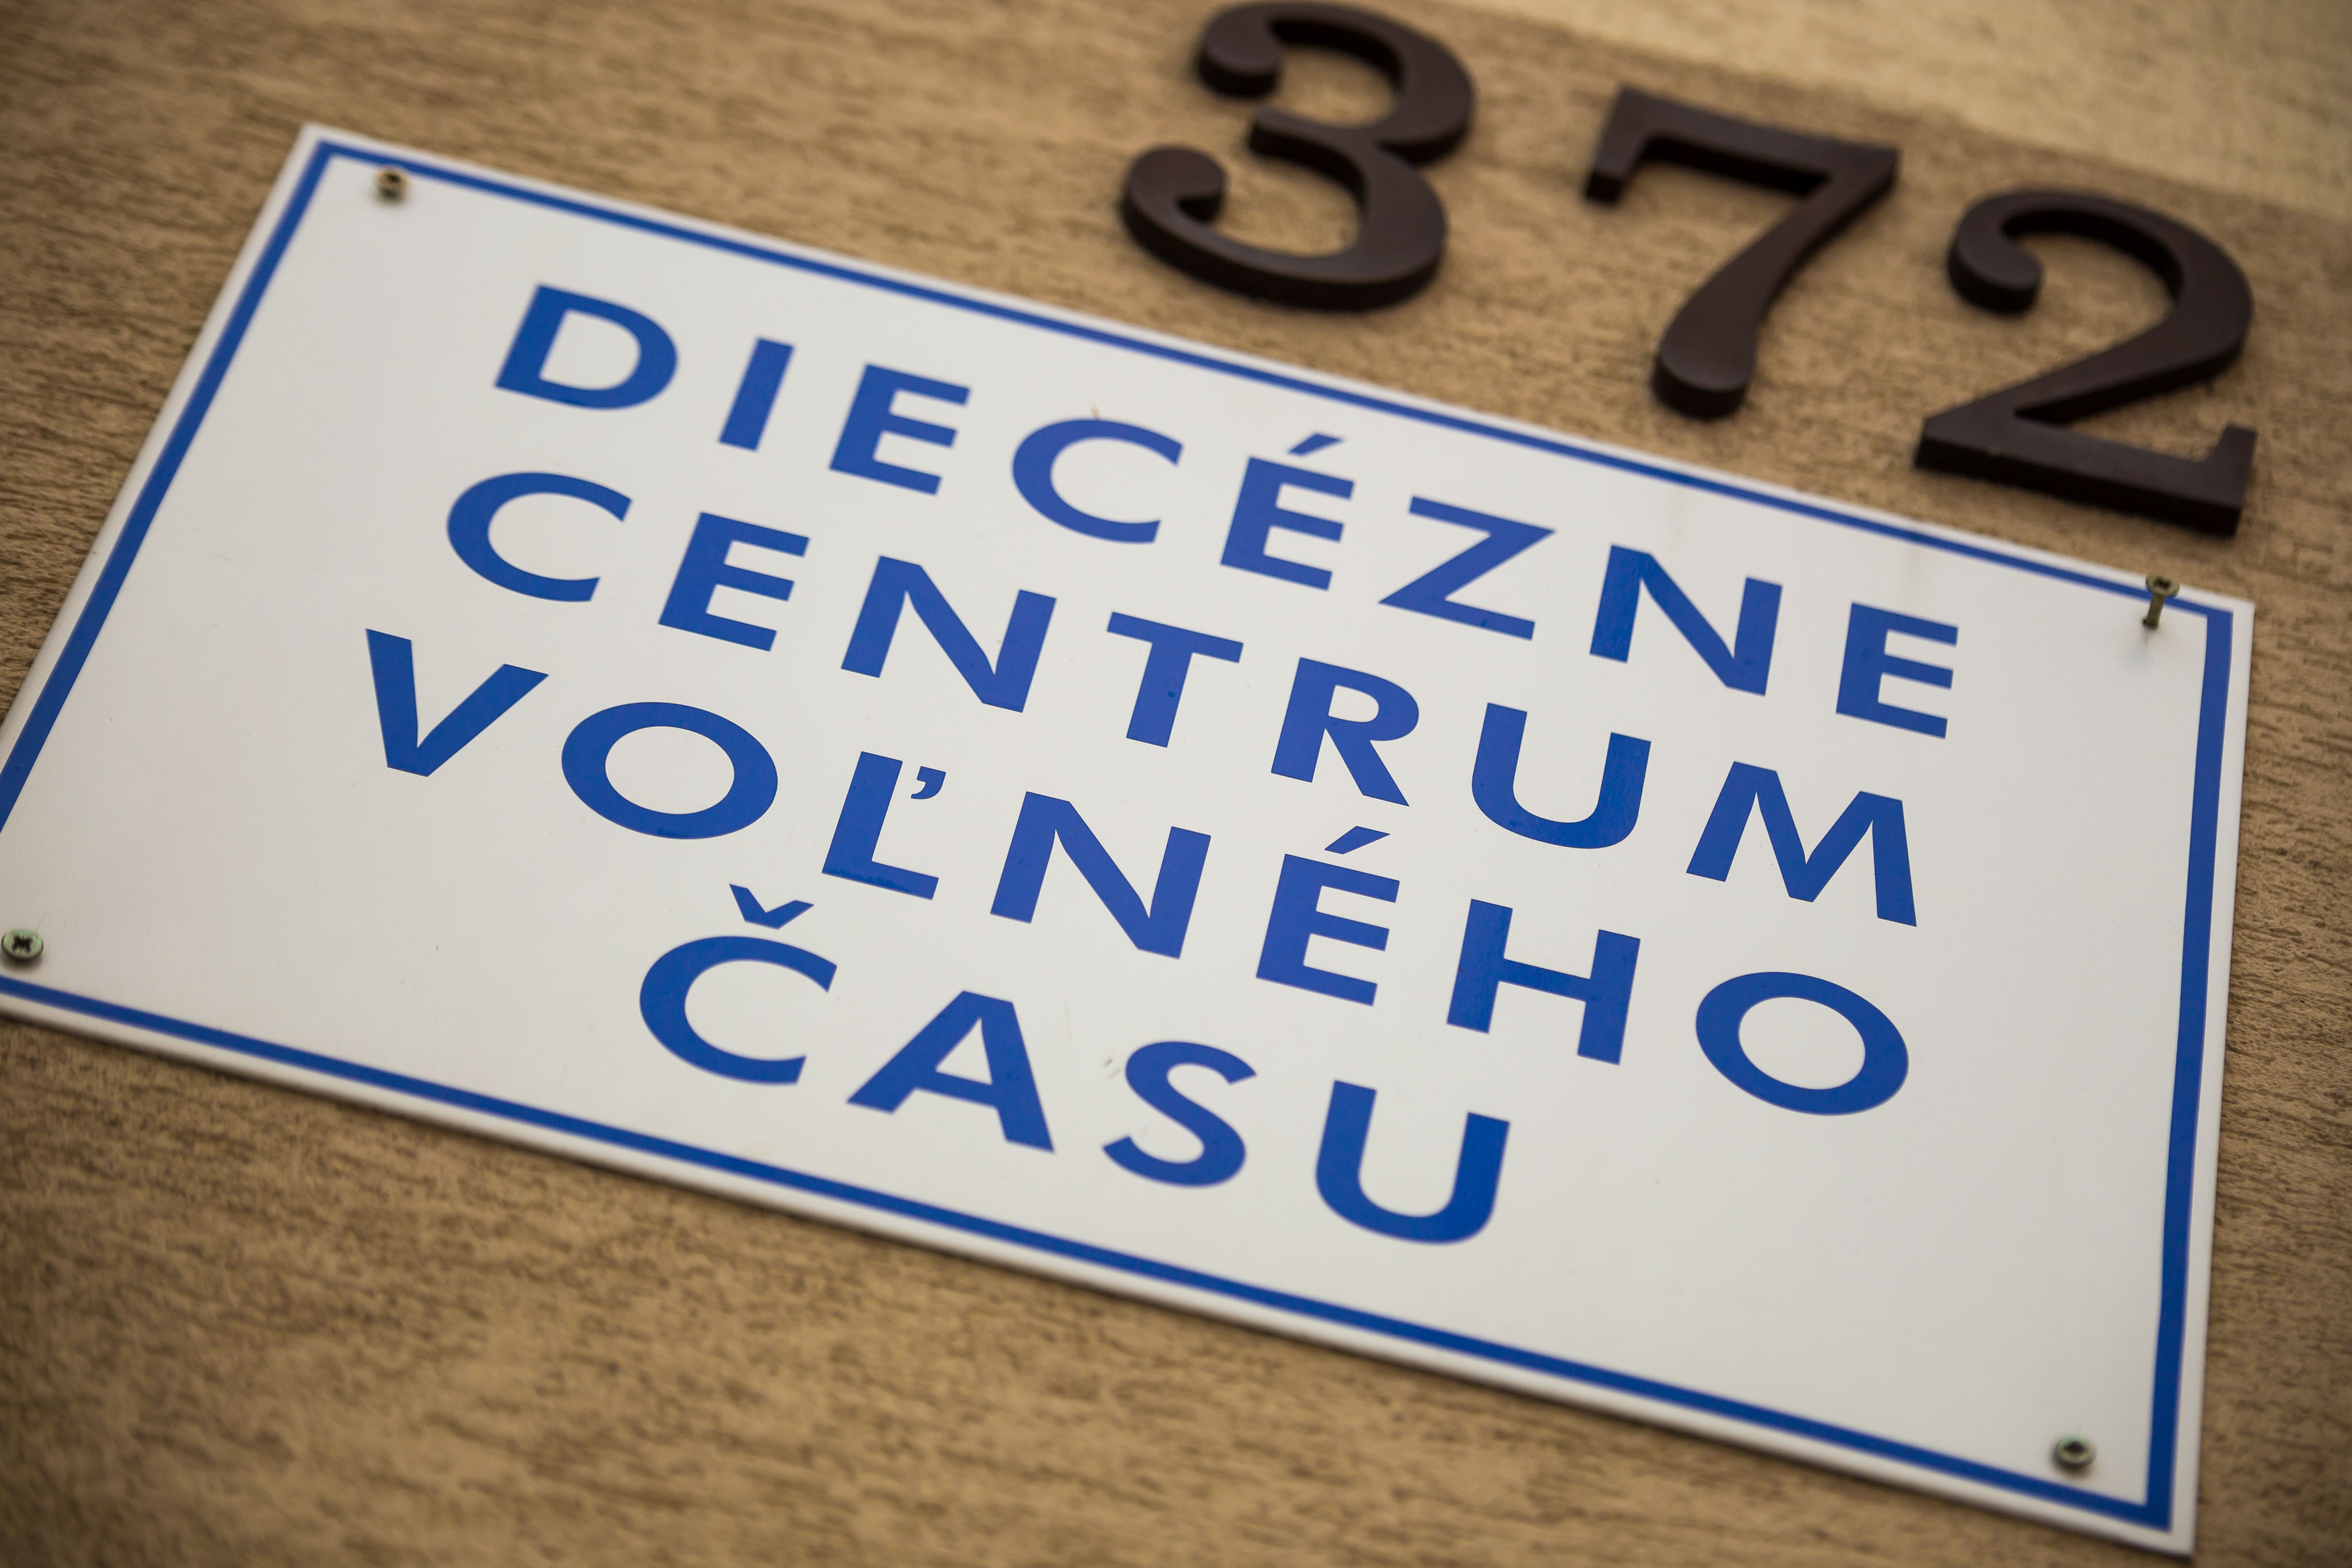 372
DIECÉZNE
CENTRUM
VOĽNÉHO
ČASU